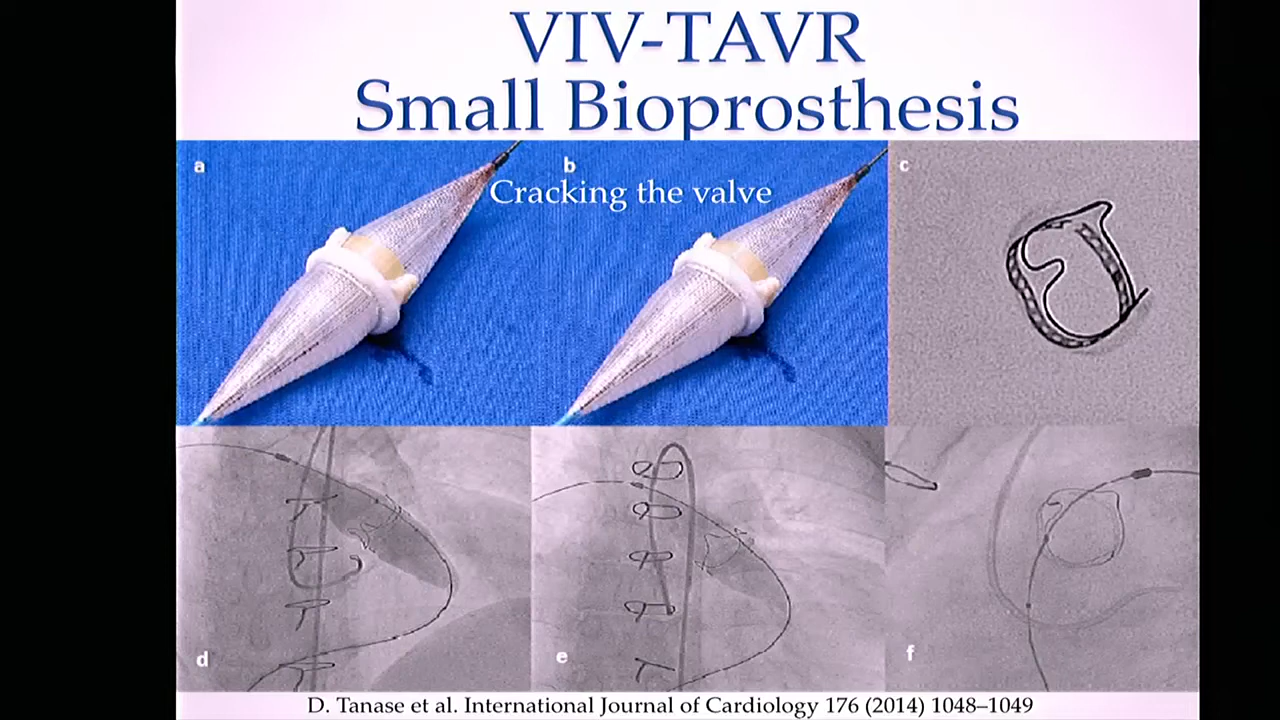 VIV-TAVR
Small Bioprosthesis
a
b
c
Cracking the valve
d
e
f
D. Tanase et al. International Journal of Cardiology 176 (2014) 1048–1049